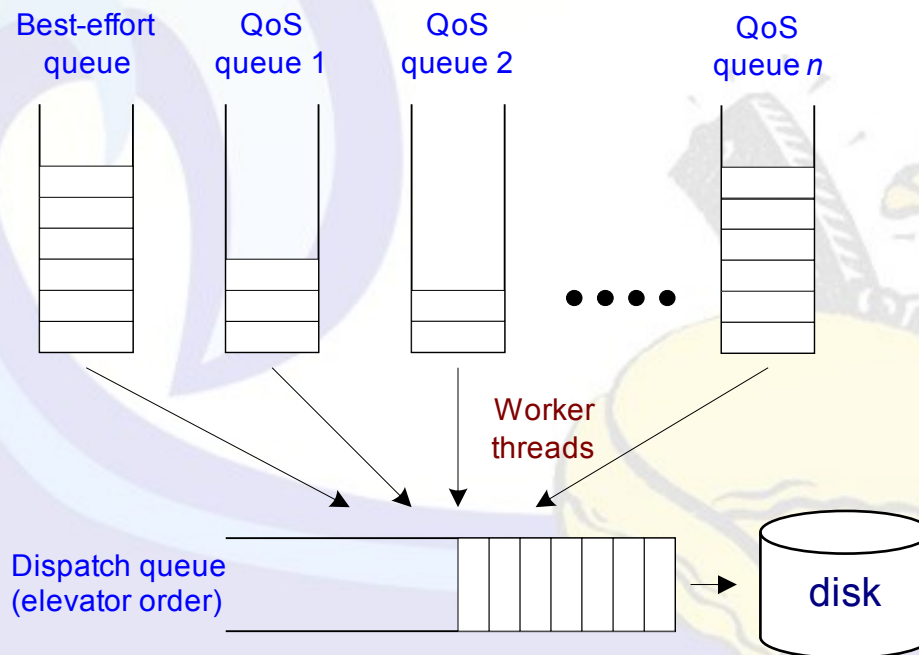 Best-effort
queue
QoS
queue 1
QoS
queue 2
QoS
queue n
Worker
threads
Dispatch queue
(elevator order)
disk